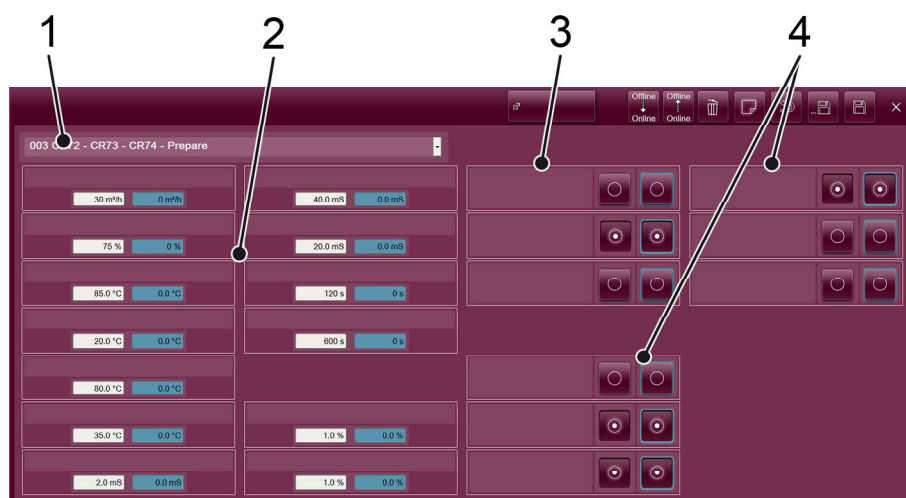 1 2 3 4
Offline Offline
Online Online
...
003 C 72 - CR73 - CR74 - Prepare
30 m³/h 0 m³/h 40.0 mS 0.0 mS
75 % 0 % 20.0 mS 0.0 mS
85.0 °C 0.0 °C 120 s 0 s
20.0 °C 0.0 °C 600 s 0 s
80.0 °C 0.0 °C
35.0 °C 0.0 °C 1.0 % 0.0 %
2.0 mS 0.0 mS 1.0 % 0.0 %